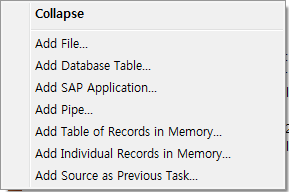 Collapse
Add File...
Add Database Table...
Add SAP Application...
Add Pipe...
Add Table of Records in Memory...
Add Individual Records in Memory...
Add Source as Previous Task...